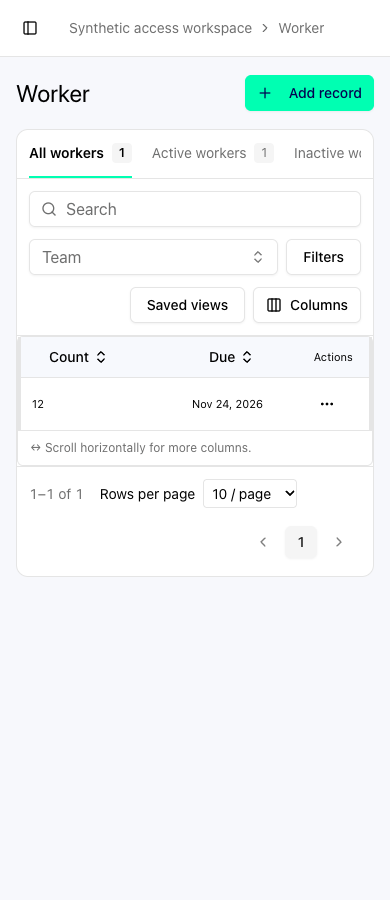 Synthetic access workspace > Worker
Worker
+ Add record
All workers 1 Active workers 1 Inactive wo
Search
Team Filters
Saved views Columns
Count Due Actions
12 Nov 24, 2026 ...
↔ Scroll horizontally for more columns.
1–1 of 1 Rows per page 10 / page
< 1 >